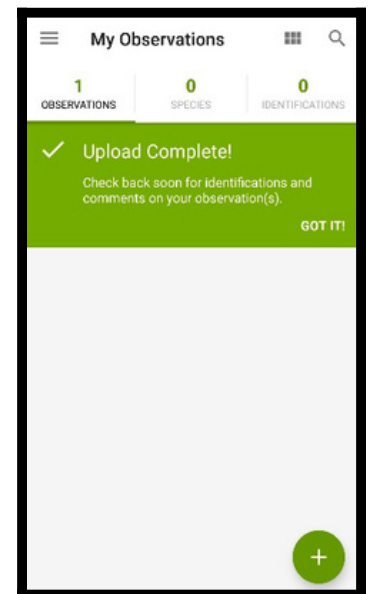 My Observations
1 0 0
OBSERVATIONS SPECIES IDENTIFICATIONS
Upload Complete!
Check back soon for identifications and
comments on your observation(s).
GOT IT!
+